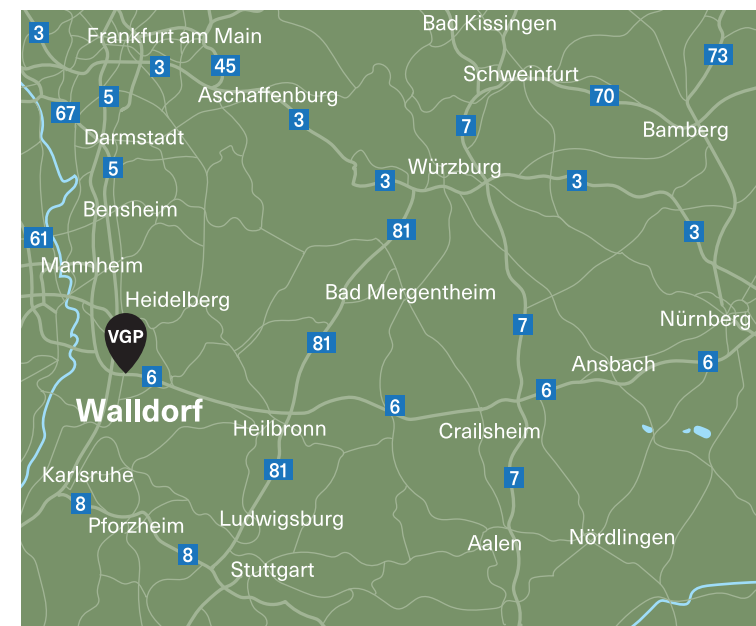 Bad Kissingen
3
Frankfurt am Main
73
3
45
Schweinfurt
5
Aschaffenburg
70
67
3
7
Bamberg
Darmstadt
5
Würzburg
3
3
Bensheim
81
3
61
Mannheim
Heidelberg
Bad Mergentheim
Nürnberg
7
VGP
81
Ansbach
6
6
6
Walldorf
6
Heilbronn
Crailsheim
Karlsruhe
81
7
8
Pforzheim
Ludwigsburg
Aalen
Nördlingen
8
Stuttgart